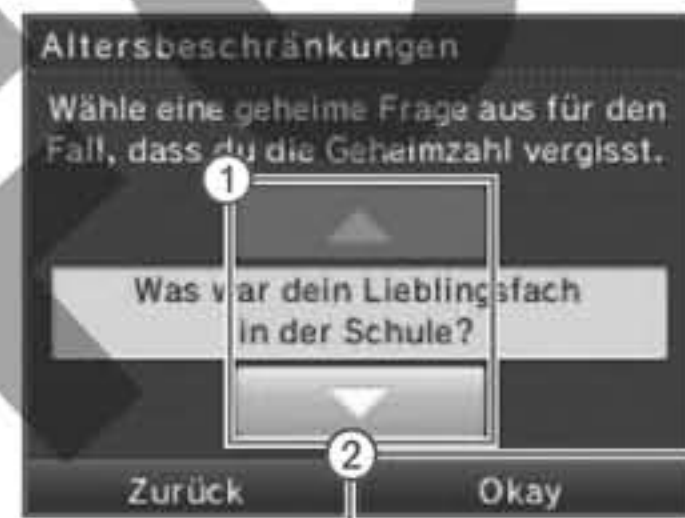 Altersbeschränkungen
Wähle eine geheime Frage aus für den
Fall, dass du die Geheimzahl vergisst.
1
Was war dein Lieblingsfach
in der Schule?
2
Zurück
Okay